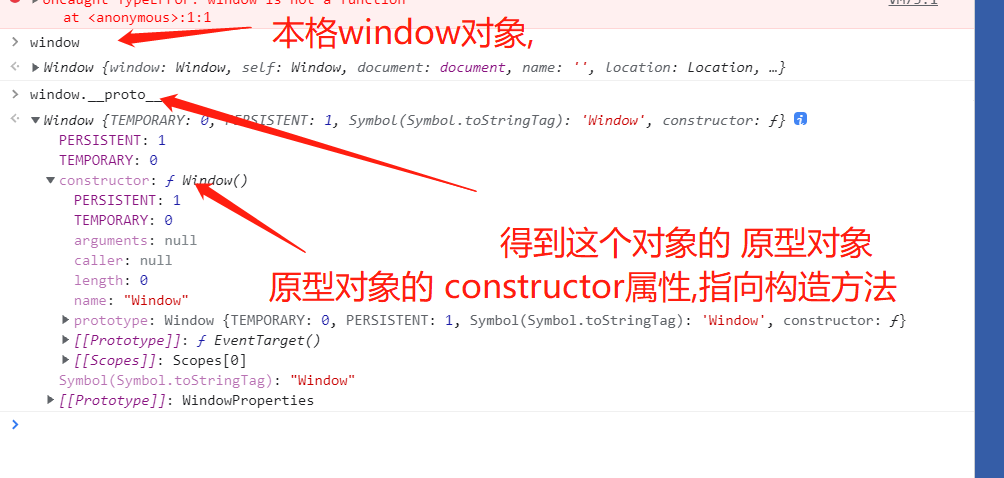 Uncaught TypeError: window is not a function
at <anonymous>:1:1
window
本格window对象,
Window {window: Window, self: Window, document: document, name: '', location: Location, …}
window.__proto__
Window {TEMPORARY: 0, PERSISTENT: 1, Symbol(Symbol.toStringTag): 'Window', constructor: ƒ}
PERSISTENT: 1
TEMPORARY: 0
constructor: ƒ Window()
PERSISTENT: 1
TEMPORARY: 0
arguments: null
得到这个对象的 原型对象
caller: null
length: 0
原型对象的 constructor属性,指向构造方法
name: "Window"
prototype: Window {TEMPORARY: 0, PERSISTENT: 1, Symbol(Symbol.toStringTag): 'Window', constructor: ƒ}
[[Prototype]]: ƒ EventTarget()
[[Scopes]]: Scopes[0]
Symbol(Symbol.toStringTag): "Window"
[[Prototype]]: WindowProperties